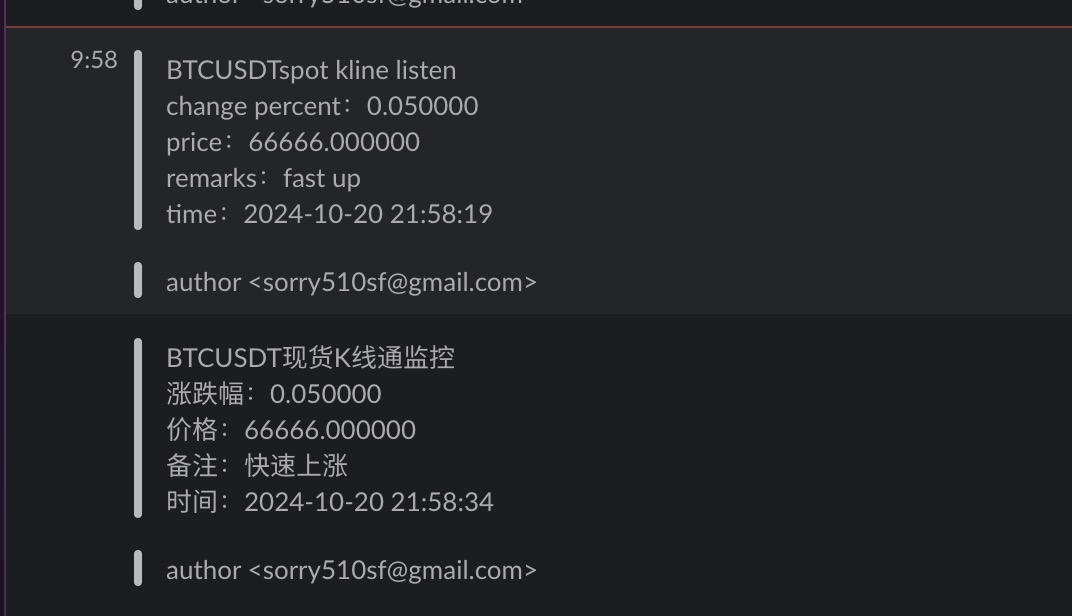 author <sorry510sf@gmail.com>
9:58
BTCUSDTspot kline listen
change percent：0.050000
price：66666.000000
remarks：fast up
time：2024-10-20 21:58:19
author <sorry510sf@gmail.com>
BTCUSDT现货K线通监控
涨跌幅：0.050000
价格：66666.000000
备注：快速上涨
时间：2024-10-20 21:58:34
author <sorry510sf@gmail.com>